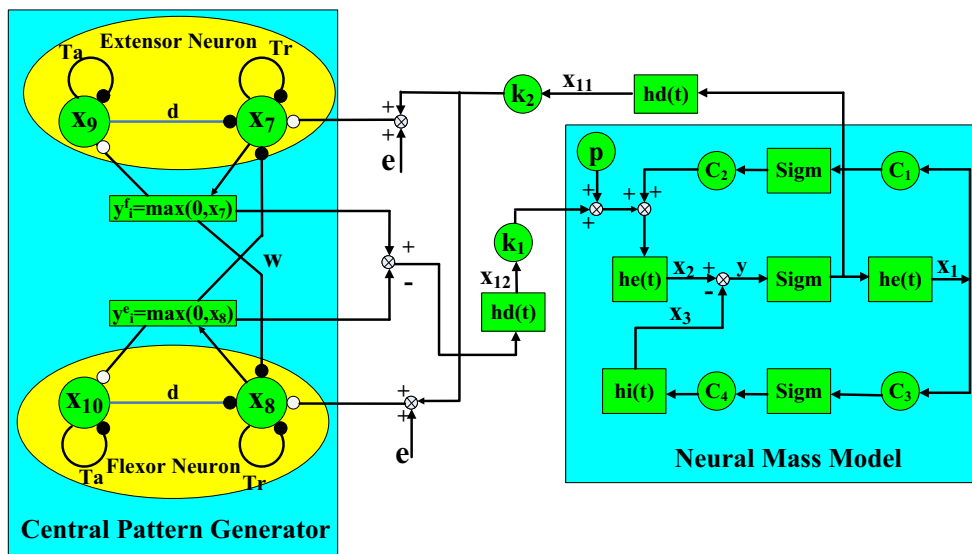 Extensor Neuron
Ta
Tr
x₉
d
x₇
yᶠᵢ=max(0,x₇)
w
yᵉᵢ=max(0,x₈)
x₁₀
d
x₈
Ta
Flexor Neuron
Tr
Central Pattern Generator
+
+
e
k₂
x₁₁
hd(t)
+
-
x₁₂
k₁
hd(t)
+
+
e
p
+
+
+
+
C₂
Sigm
C₁
he(t)
x₂
+
-
y
Sigm
he(t)
x₁
x₃
hi(t)
C₄
Sigm
C₃
Neural Mass Model